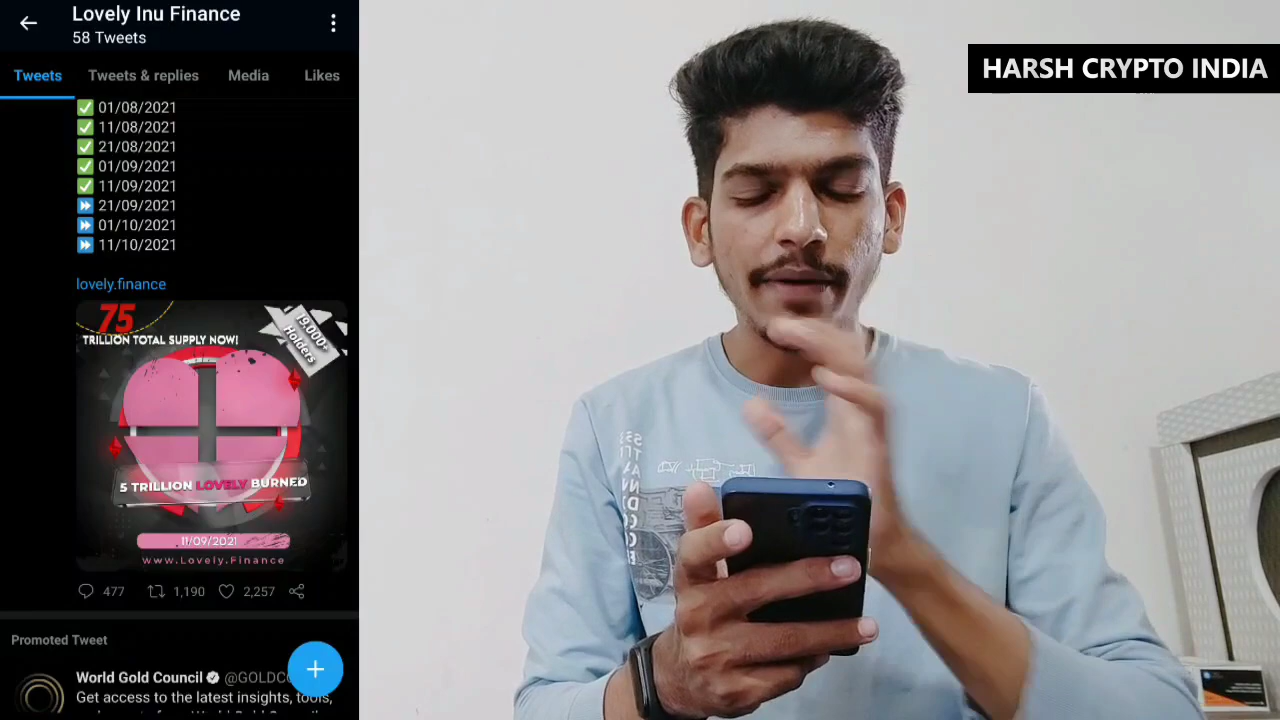 Lovely Inu Finance
58 Tweets
Tweets
Tweets & replies
Media
Likes
01/08/2021
11/08/2021
21/08/2021
01/09/2021
11/09/2021
21/09/2021
01/10/2021
11/10/2021
lovely.finance
75
TRILLION TOTAL SUPPLY NOW!
19.000+
Holders
5 TRILLION LOVELY BURNED
11/09/2021
www.Lovely.Finance
477
1,190
2,257
Promoted Tweet
World Gold Council @GOLDCO
Get access to the latest insights, tools,
HARSH CRYPTO INDIA